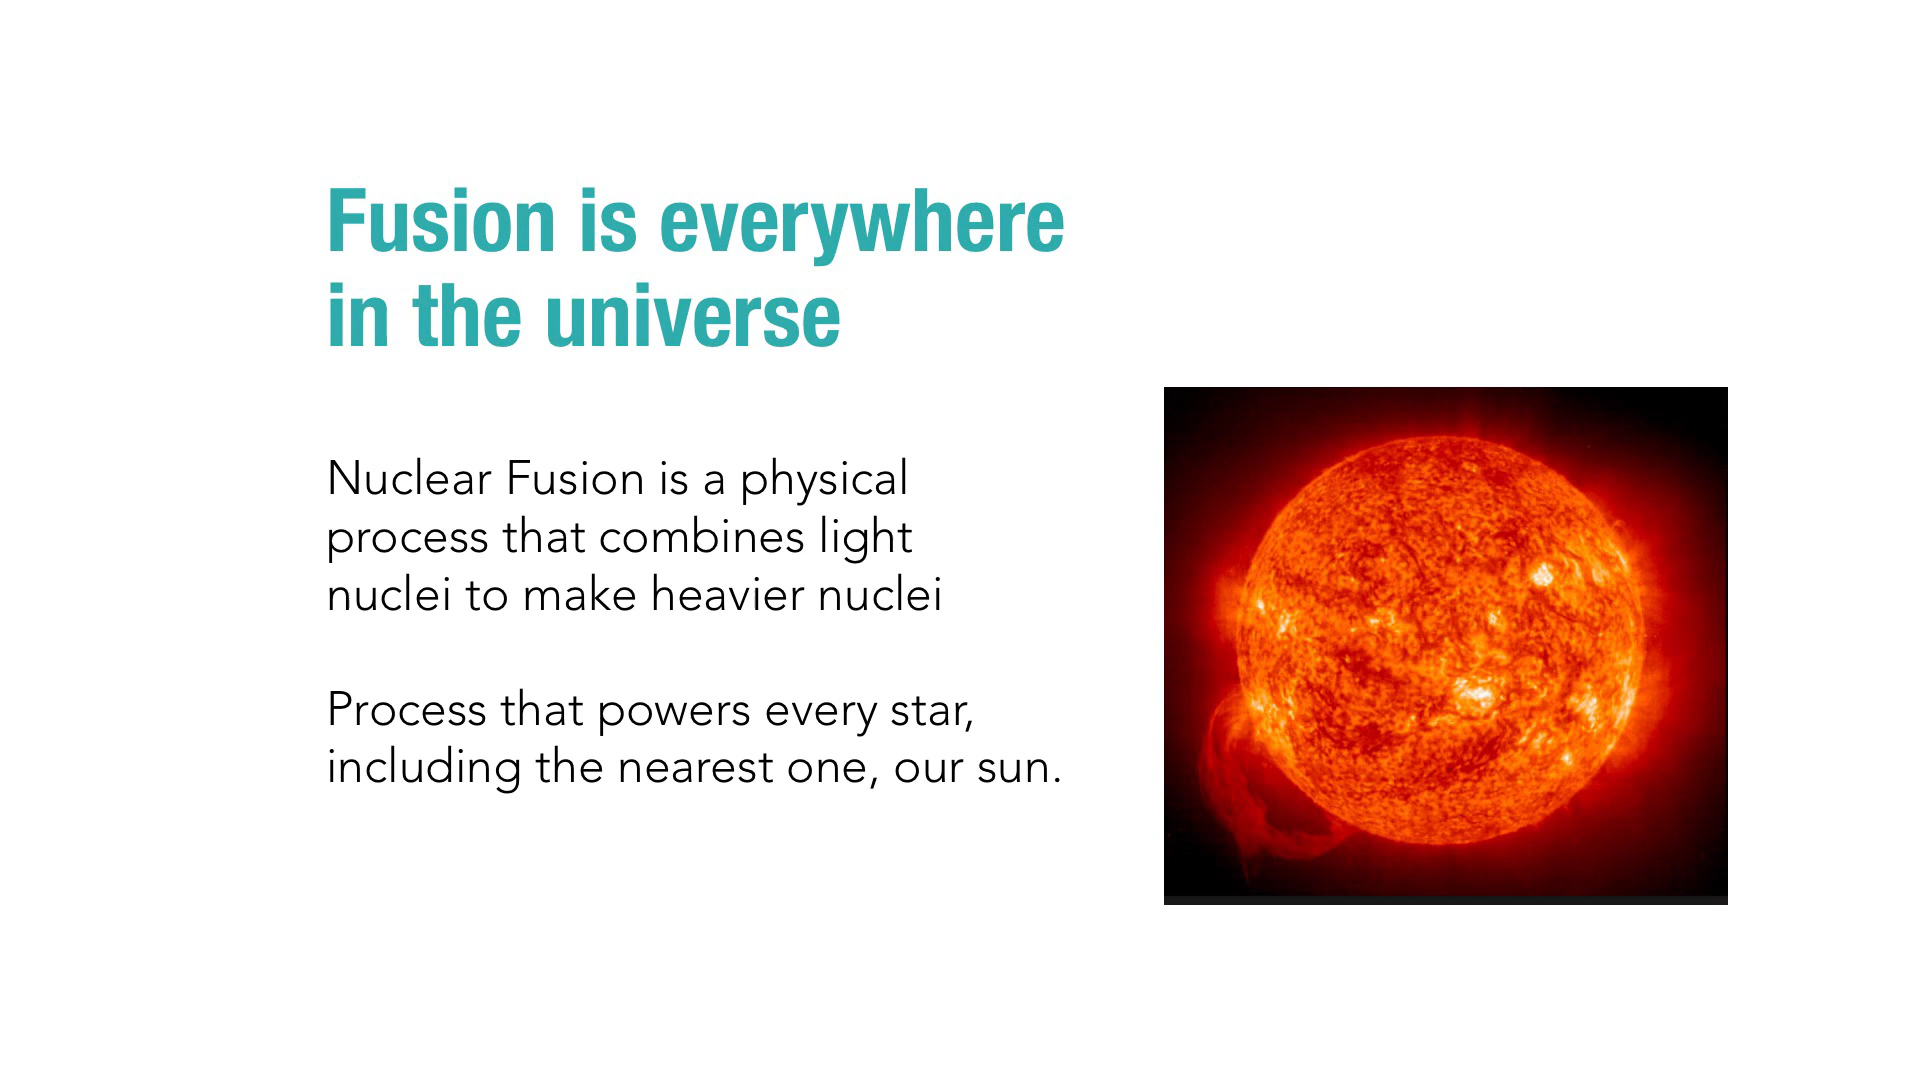 Fusion is everywhere
in the universe
Nuclear Fusion is a physical
process that combines light
nuclei to make heavier nuclei
Process that powers every star,
including the nearest one, our sun.